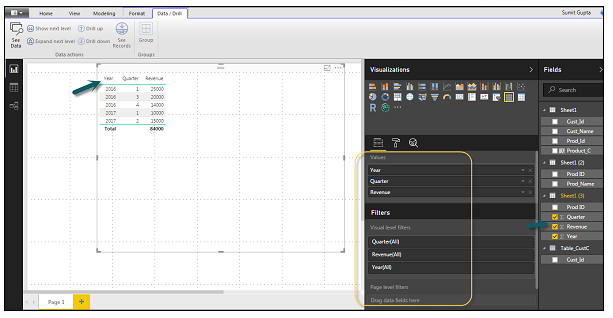 Home View Modeling Format Data / Drill Sumit Gupta
See Data
Show next level
Expand next level
Drill up
Drill down
See Records
Group
Data actions
Groups
Year Quarter Revenue
2016 1 25000
2016 3 20000
2016 4 14000
2017 1 10000
2017 2 15000
Total 84000
Page 1
+
Visualizations
R
Values
Year
Quarter
Revenue
Filters
Visual level filters
Quarter(All)
Revenue(All)
Year(All)
Page level filters
Drag data fields here
Fields
Search
Sheet1
Cust_Id
Cust_Name
Prod_Id
Product_C
Sheet1 (2)
Prod ID
Prod_Name
Sheet1 (3)
Prod ID
Σ Quarter
Σ Revenue
Σ Year
Table_CustC
Cust_Id